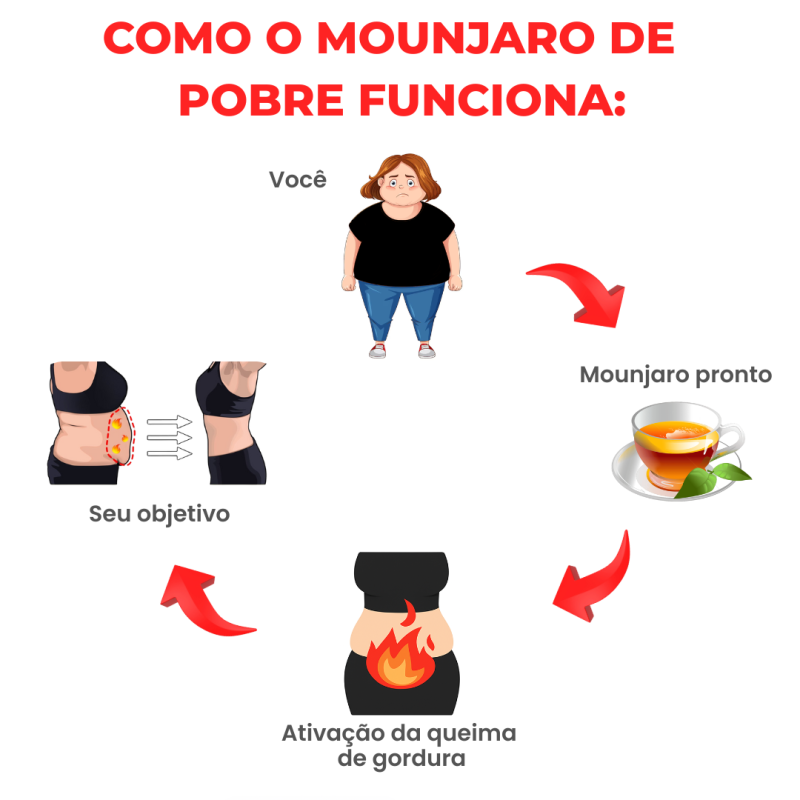 COMO O MOUNJARO DE
POBRE FUNCIONA:
Você
Mounjaro pronto
Seu objetivo
Ativação da queima
de gordura